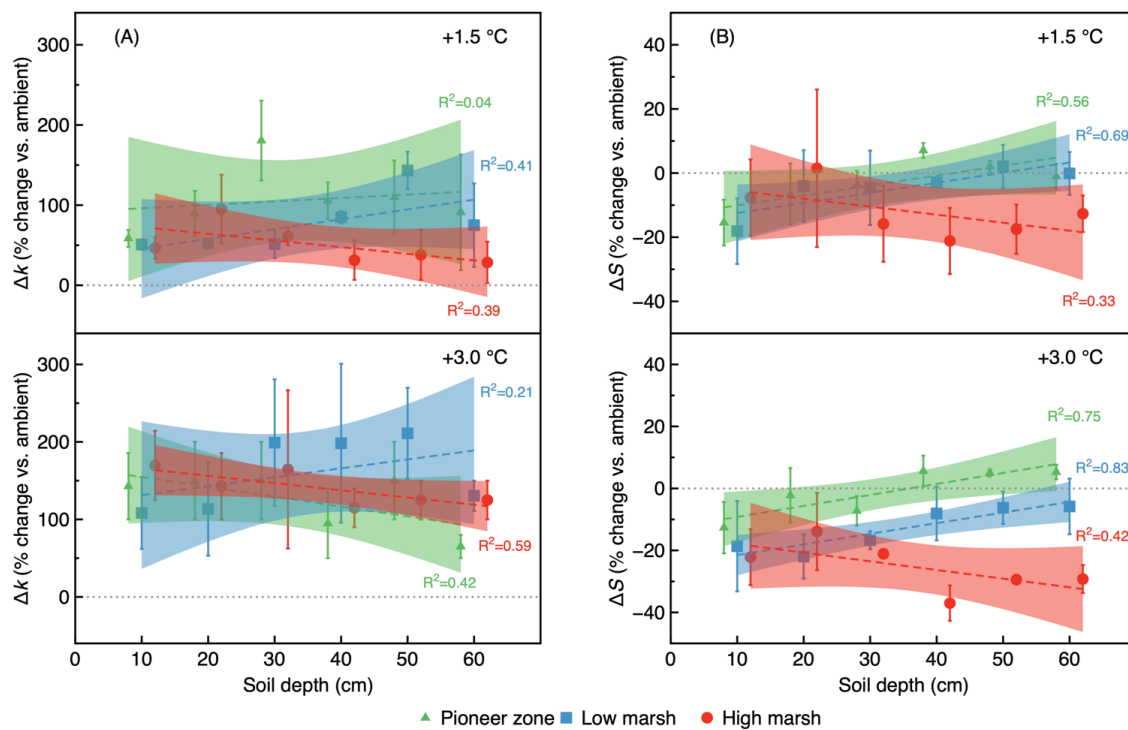 (A)
+1.5 °C
300
200
100
0
Δk (% change vs. ambient)
R²=0.04
R²=0.41
R²=0.39
+3.0 °C
300
200
100
0
Δk (% change vs. ambient)
R²=0.21
R²=0.59
R²=0.42
0 10 20 30 40 50 60
Soil depth (cm)
(B)
+1.5 °C
40
20
0
−20
−40
ΔS (% change vs. ambient)
R²=0.56
R²=0.69
R²=0.33
+3.0 °C
20
0
−20
−40
ΔS (% change vs. ambient)
R²=0.75
R²=0.83
R²=0.42
0 10 20 30 40 50 60
Soil depth (cm)
Pioneer zone Low marsh High marsh